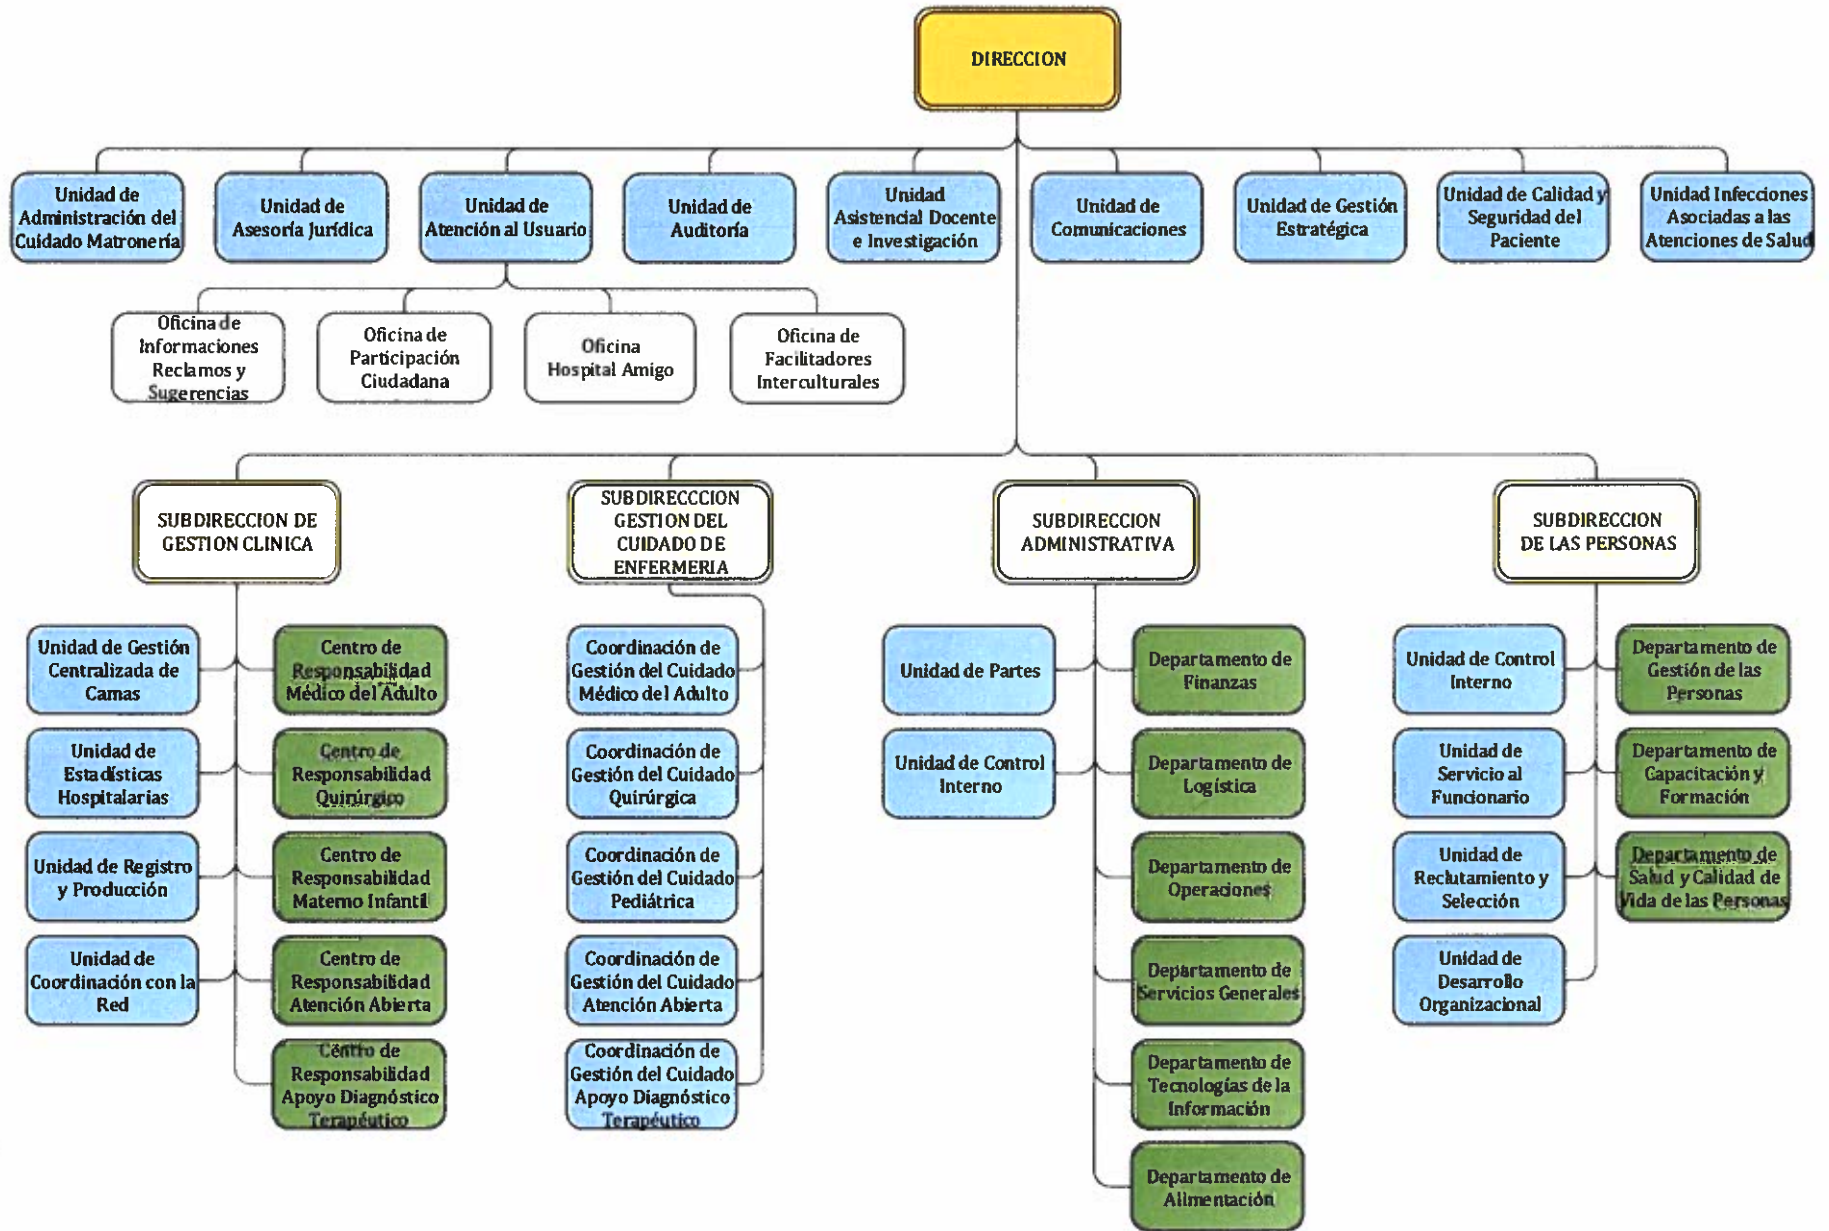 DIRECCION
Unidad de
Administración del
Cuidado Matronería
Unidad de
Asesoría Jurídica
Unidad de
Atención al Usuario
Unidad de
Auditoría
Unidad
Asistencial Docente
e Investigación
Unidad de
Comunicaciones
Unidad de Gestión
Estratégica
Unidad de Calidad y
Seguridad del
Paciente
Unidad Infecciones
Asociadas a las
Atenciones de Salud
Oficina de
Informaciones
Reclamos y
Sugerencias
Oficina de
Participación
Ciudadana
Oficina
Hospital Amigo
Oficina de
Facilitadores
Interculturales
SUBDIRECCION DE
GESTION CLINICA
SUBDIRECCCION
GESTION DEL
CUIDADO DE
ENFERMERIA
SUBDIRECCION
ADMINISTRATIVA
SUBDIRECCION
DE LAS PERSONAS
Unidad de Gestión
Centralizada de
Camas
Centro de
Responsabilidad
Médico del Adulto
Unidad de
Estadísticas
Hospitalarias
Centro de
Responsabilidad
Quirúrgico
Unidad de Registro
y Producción
Centro de
Responsabilidad
Materno Infantil
Unidad de
Coordinación con la
Red
Centro de
Responsabilidad
Atención Abierta
Centro de
Responsabilidad
Apoyo Diagnóstico
Terapéutico
Coordinación de
Gestión del Cuidado
Médico del Adulto
Coordinación de
Gestión del Cuidado
Quirúrgica
Coordinación de
Gestión del Cuidado
Pediátrica
Coordinación de
Gestión del Cuidado
Atención Abierta
Coordinación de
Gestión del Cuidado
Apoyo Diagnóstico
Terapéutico
Unidad de Partes
Departamento de
Finanzas
Unidad de Control
Interno
Departamento de
Logística
Departamento de
Operaciones
Departamento de
Servicios Generales
Departamento de
Tecnologías de la
Información
Departamento de
Alimentación
Unidad de Control
Interno
Departamento de
Gestión de las
Personas
Unidad de
Servicio al
Funcionario
Departamento de
Capacitación y
Formación
Unidad de
Reclutamiento y
Selección
Departamento de
Salud y Calidad de
Vida de las Personas
Unidad de
Desarrollo
Organizacional